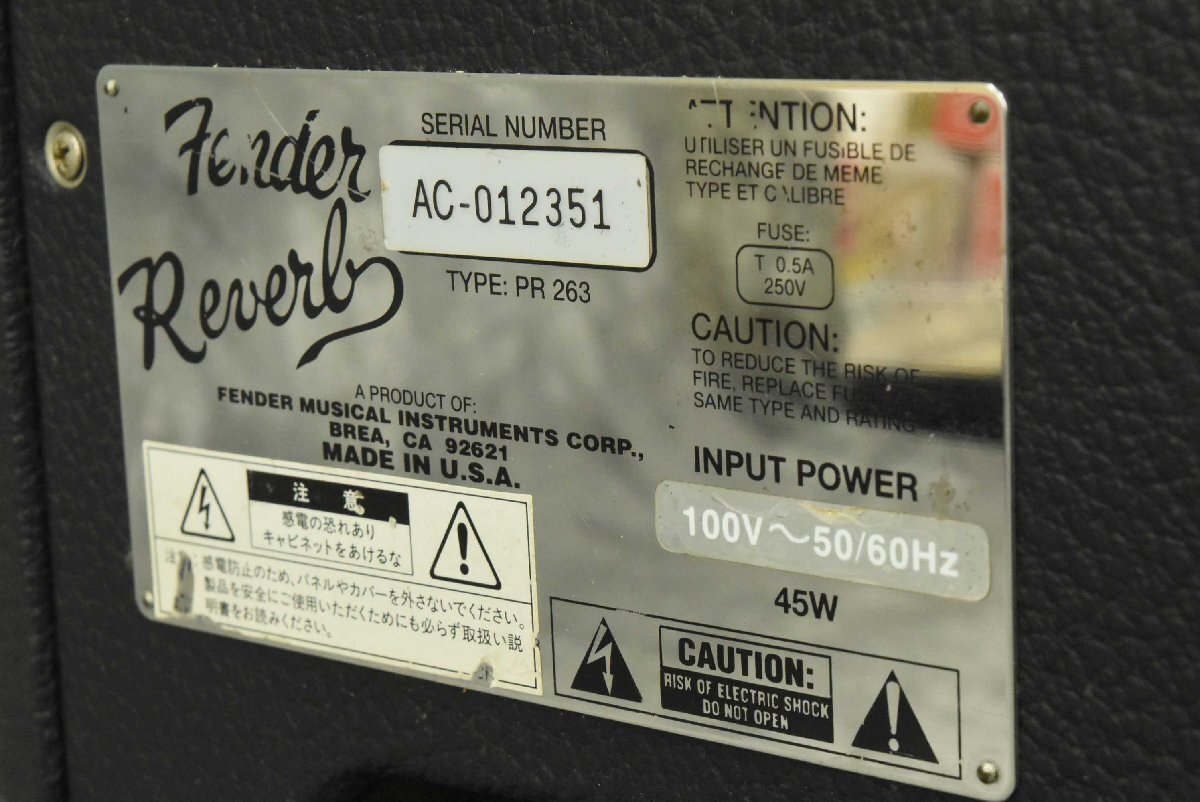 Fender
Reverb
SERIAL NUMBER
AC-012351
TYPE: PR 263
A PRODUCT OF:
FENDER MUSICAL INSTRUMENTS CORP.,
BREA, CA 92621
MADE IN U.S.A.
ATTENTION:
UTILISER UN FUSIBLE DE
RECHANGE DE MEME
TYPE ET CALIBRE
FUSE:
T 0.5A
250V
CAUTION:
TO REDUCE THE RISK OF
FIRE, REPLACE
SAME TYPE AND RATING
INPUT POWER
100V～50/60Hz
45W
注 意
感電の恐れあり
キャビネットをあけるな
注 : 感電防止のため、パネルやカバーを外さないでください。
製品を安全にご使用いただくためにも必らず取扱い説
明書をお読みください。
CAUTION:
RISK OF ELECTRIC SHOCK
DO NOT OPEN